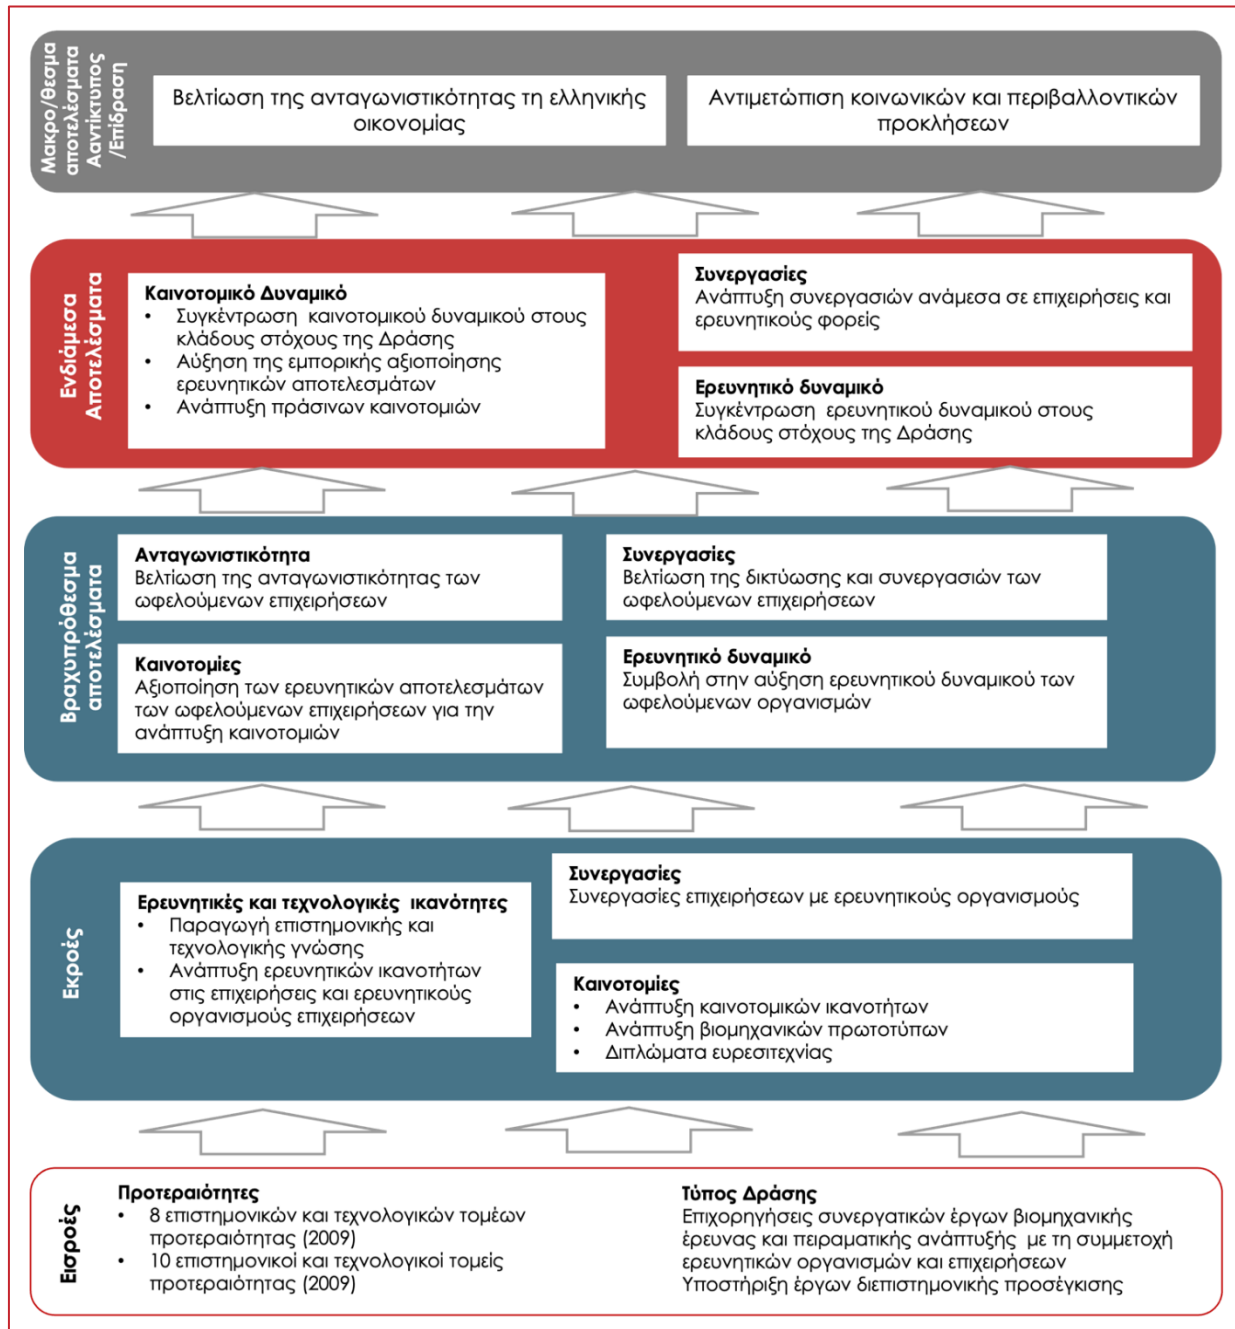 Μακρο/θεσμα
αποτελέσματα
Ααντίκτυπος
/Επίδραση
Βελτίωση της ανταγωνιστικότητας τη ελληνικής
οικονομίας
Αντιμετώπιση κοινωνικών και περιβαλλοντικών
προκλήσεων
Ενδιάμεσα
Αποτελέσματα
Καινοτομικό Δυναμικό
• Συγκέντρωση καινοτομικού δυναμικού στους
κλάδους στόχους της Δράσης
• Αύξηση της εμπορικής αξιοποίησης
ερευνητικών αποτελεσμάτων
• Ανάπτυξη πράσινων καινοτομιών
Συνεργασίες
Ανάπτυξη συνεργασιών ανάμεσα σε επιχειρήσεις και
ερευνητικούς φορείς
Ερευνητικό δυναμικό
Συγκέντρωση ερευνητικού δυναμικού στους
κλάδους στόχους της Δράσης
Βραχυπρόθεσμα
αποτελέσματα
Ανταγωνιστικότητα
Βελτίωση της ανταγωνιστικότητας των
ωφελούμενων επιχειρήσεων
Συνεργασίες
Βελτίωση της δικτύωσης και συνεργασιών των
ωφελούμενων επιχειρήσεων
Καινοτομίες
Αξιοποίηση των ερευνητικών αποτελεσμάτων
των ωφελούμενων επιχειρήσεων για την
ανάπτυξη καινοτομιών
Ερευνητικό δυναμικό
Συμβολή στην αύξηση ερευνητικού δυναμικού των
ωφελούμενων οργανισμών
Εκροές
Ερευνητικές και τεχνολογικές ικανότητες
• Παραγωγή επιστημονικής και
τεχνολογικής γνώσης
• Ανάπτυξη ερευνητικών ικανοτήτων
στις επιχειρήσεις και ερευνητικούς
οργανισμούς επιχειρήσεων
Συνεργασίες
Συνεργασίες επιχειρήσεων με ερευνητικούς οργανισμούς
Καινοτομίες
• Ανάπτυξη καινοτομικών ικανοτήτων
• Ανάπτυξη βιομηχανικών πρωτοτύπων
• Διπλώματα ευρεσιτεχνίας
Εισροές
Προτεραιότητες
• 8 επιστημονικών και τεχνολογικών τομέων
προτεραιότητας (2009)
• 10 επιστημονικοί και τεχνολογικοί τομείς
προτεραιότητας (2009)
Τύπος Δράσης
Επιχορηγήσεις συνεργατικών έργων βιομηχανικής
έρευνας και πειραματικής ανάπτυξής με τη συμμετοχή
ερευνητικών οργανισμών και επιχειρήσεων
Υποστήριξη έργων διεπιστημονικής προσέγκισης